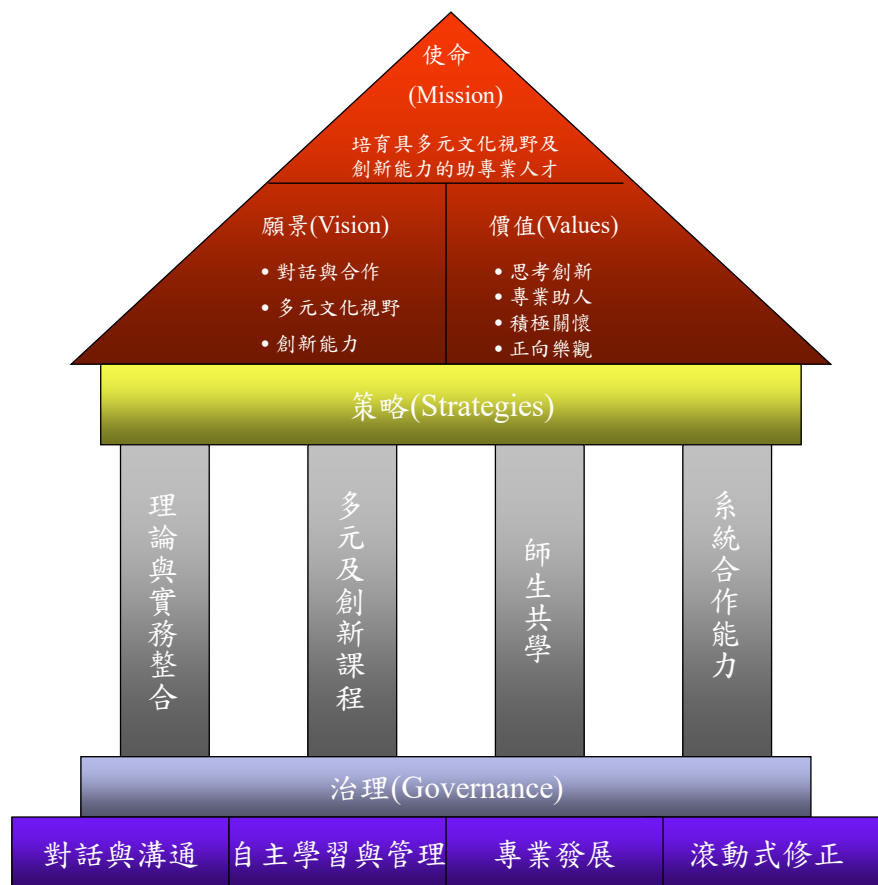 使命
(Mission)
培育具多元文化視野及
創新能力的助專業人才
願景(Vision)
• 對話與合作
• 多元文化視野
• 創新能力
價值(Values)
• 思考創新
• 專業助人
• 積極關懷
• 正向樂觀
策略(Strategies)
理論與實務整合
多元及創新課程
師生共學
系統合作能力
治理(Governance)
對話與溝通
自主學習與管理
專業發展
滾動式修正